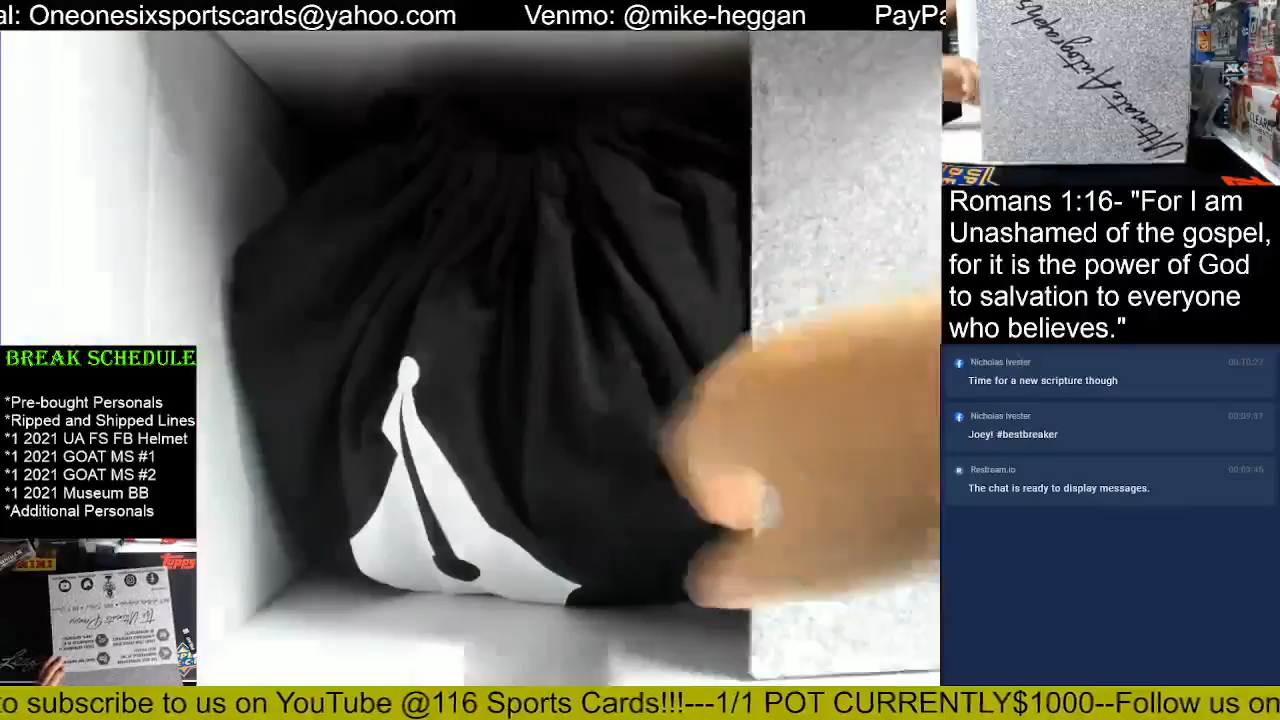 al: Oneonesixsportscards@yahoo.com Venmo: @mike-heggan PayPa
Ultimate Autographs
Romans 1:16- "For I am
Unashamed of the gospel,
for it is the power of God
to salvation to everyone
who believes."
BREAK SCHEDULE
*Pre-bought Personals
*Ripped and Shipped Lines
*1 2021 UA FS FB Helmet
*1 2021 GOAT MS #1
*1 2021 GOAT MS #2
*1 2021 Museum BB
*Additional Personals
Nicholas Ivester
Time for a new scripture though
Nicholas Ivester
Joey! #bestbreaker
Restream.io
The chat is ready to display messages.
TOPPS
to subscribe to us on YouTube @116 Sports Cards!!!---1/1 POT CURRENTLY$1000--Follow us on